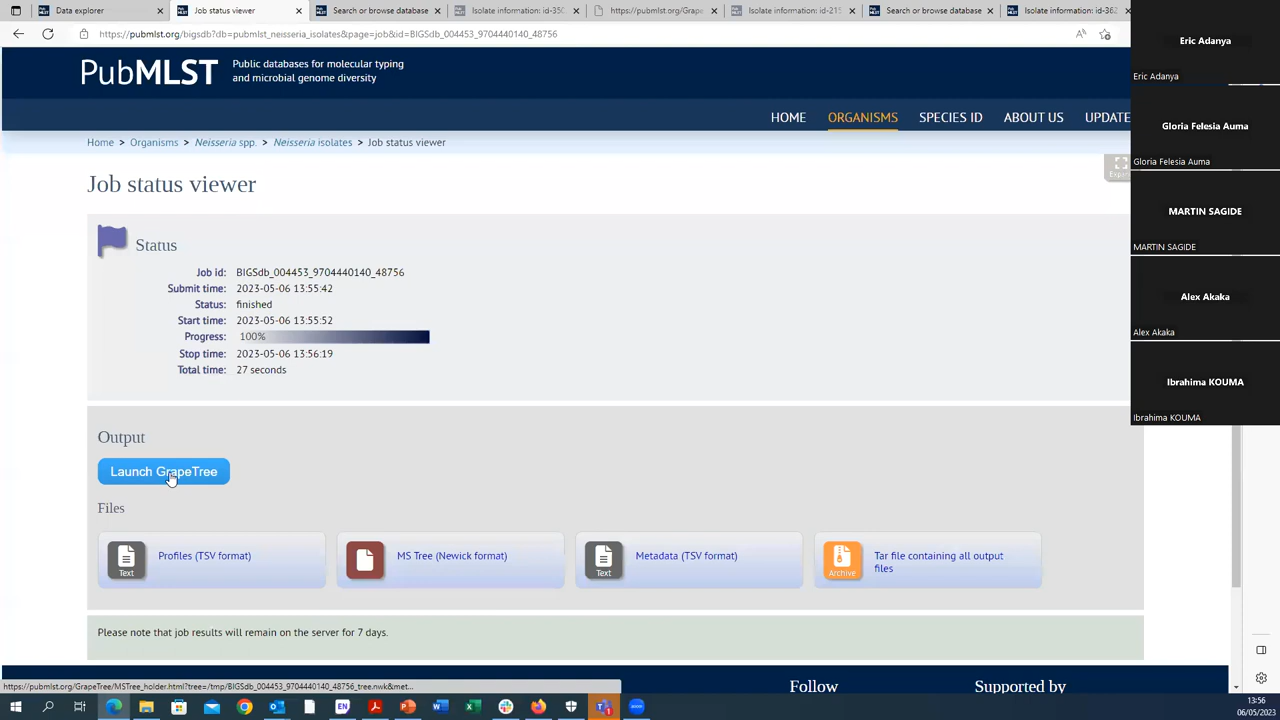 Data explorer
Job status viewer
Search or browse database
Isolate information: id-350
https://pubmlst.org/Grape
Isolate information: id-215
Search or browse database
Isolate information: id-362
https://pubmlst.org/bigsdb?db=pubmlst_neisseria_isolates&page=job&id=BIGSdb_004453_9704440140_48756
PubMLST
Public databases for molecular typing
and microbial genome diversity
HOME ORGANISMS SPECIES ID ABOUT US UPDATE
Home > Organisms > Neisseria spp. > Neisseria isolates > Job status viewer
Expand
Job status viewer
Status
Job id: BIGSdb_004453_9704440140_48756
Submit time: 2023-05-06 13:55:42
Status: finished
Start time: 2023-05-06 13:55:52
Progress: 100%
Stop time: 2023-05-06 13:56:19
Total time: 27 seconds
Output
Launch GrapeTree
Files
Text
Profiles (TSV format)
MS Tree (Newick format)
Text
Metadata (TSV format)
Archive
Tar file containing all output
files
Please note that job results will remain on the server for 7 days.
https://pubmlst.org/GrapeTree/MSTree_holder.html?tree=/tmp/BIGSdb_004453_9704440140_48756_tree.nwk&met...
Follow
Supported by
Eric Adanya
Eric Adanya
Gloria Felesia Auma
Gloria Felesia Auma
MARTIN SAGIDE
MARTIN SAGIDE
Alex Akaka
Alex Akaka
Ibrahima KOUMA
Ibrahima KOUMA
EN
zoom
13:56
06/05/2023